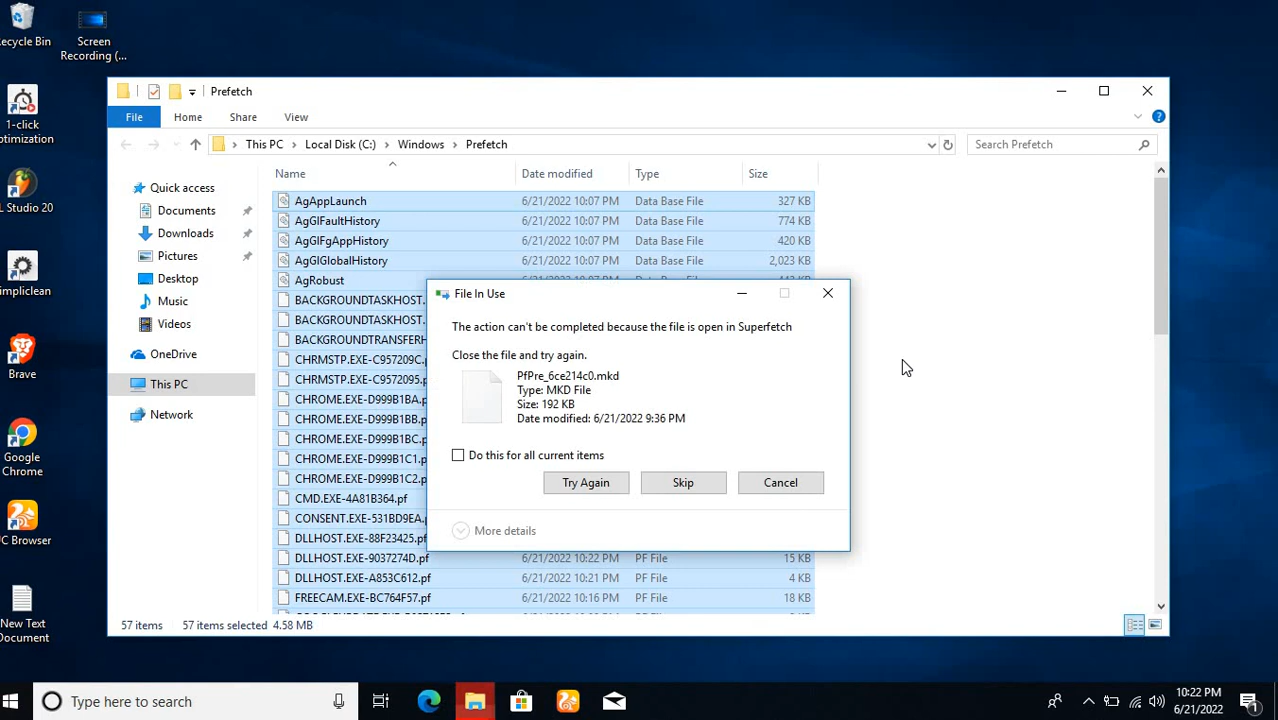 Recycle Bin
Screen
Recording (...
1-click
optimization
FL Studio 20
simpliclean
Brave
Google
Chrome
UC Browser
New Text
Document
Prefetch
File
Home
Share
View
This PC
Local Disk (C:)
Windows
Prefetch
Search Prefetch
Quick access
Documents
Downloads
Pictures
Desktop
Music
Videos
OneDrive
This PC
Network
Name Date modified Type Size
AgAppLaunch 6/21/2022 10:07 PM Data Base File 327 KB
AgGlFaultHistory 6/21/2022 10:07 PM Data Base File 774 KB
AgGlFgAppHistory 6/21/2022 10:07 PM Data Base File 420 KB
AgGlGlobalHistory 6/21/2022 10:07 PM Data Base File 2,023 KB
AgRobust
BACKGROUNDTASKHOST.
BACKGROUNDTASKHOST.
BACKGROUNDTRANSFERH
CHRMSTP.EXE-C957209C.p
CHROME.EXE-C9572095.p
CHROME.EXE-D999B1BA.p
CHROME.EXE-D999B1BB.p
CHROME.EXE-D999B1BC.p
CHROME.EXE-D999B1C1.p
CHROME.EXE-D999B1C2.p
CMD.EXE-4A81B364.pf
CONSENT.EXE-531BD9EA.p
DLLHOST.EXE-88F23425.pf
DLLHOST.EXE-9037274D.pf 6/21/2022 10:22 PM PF File 15 KB
DLLHOST.EXE-A853C612.pf 6/21/2022 10:21 PM PF File 4 KB
FREECAM.EXE-BC764F57.pf 6/21/2022 10:16 PM PF File 18 KB
57 items 57 items selected 4.58 MB
File In Use
The action can't be completed because the file is open in Superfetch
Close the file and try again.
PfPre_6ce214c0.mkd
Type: MKD File
Size: 192 KB
Date modified: 6/21/2022 9:36 PM
Do this for all current items
Try Again
Skip
Cancel
More details
Type here to search
10:22 PM
6/21/2022
1